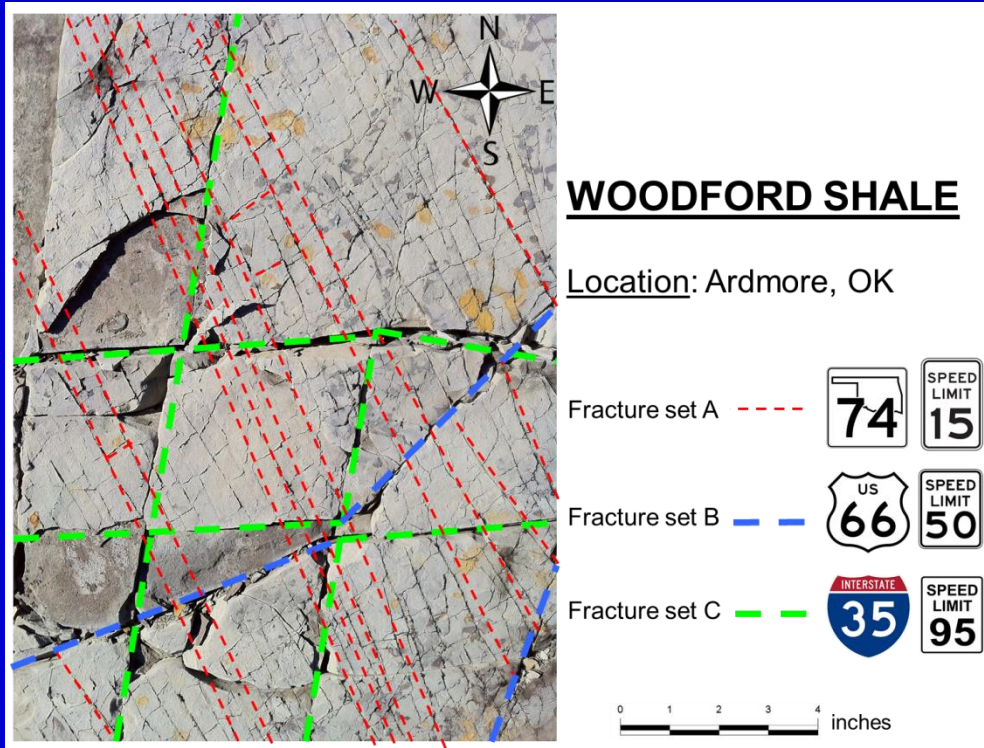 N
W E
S
WOODFORD SHALE
Location: Ardmore, OK
Fracture set A
74
SPEED
LIMIT
15
Fracture set B
US
66
SPEED
LIMIT
50
Fracture set C
INTERSTATE
35
SPEED
LIMIT
95
0 1 2 3 4
inches